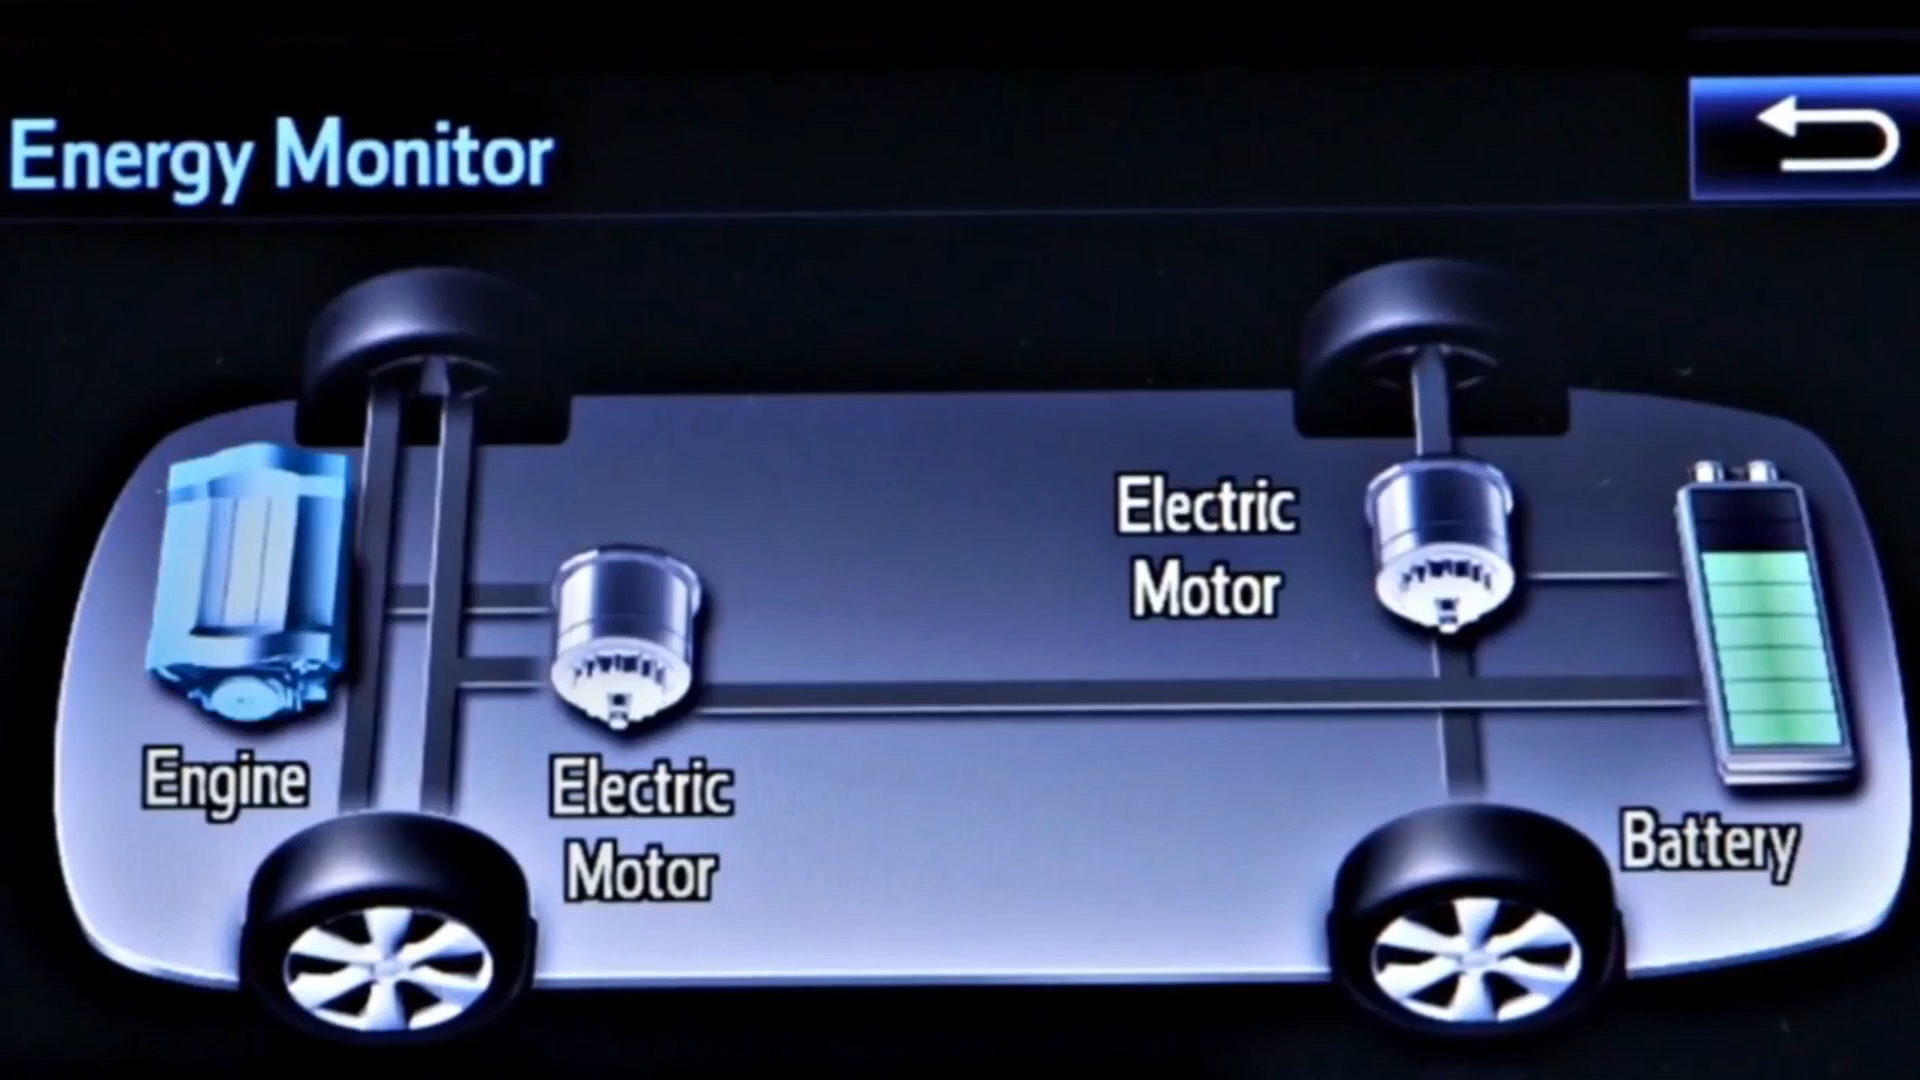 Energy Monitor
Electric
Motor
Engine
Electric
Motor
Battery